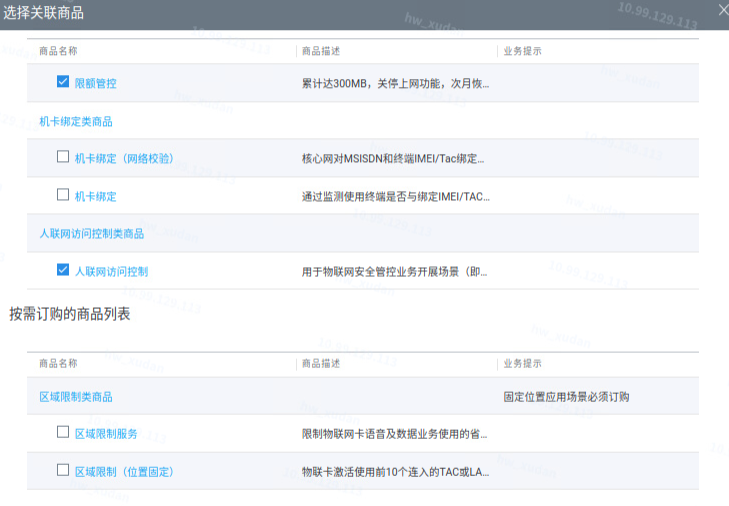 选择关联商品
商品名称 商品描述 业务提示
限额管控 累计达300MB，关停上网功能，次月恢...
机卡绑定类商品
机卡绑定（网络校验） 核心网对MSISDN和终端IMEI/Tac绑定...
机卡绑定 通过监测使用终端是否与绑定IMEI/TAC...
人联网访问控制类商品
人联网访问控制 用于物联网安全管控业务开展场景（即...
按需订购的商品列表
商品名称 商品描述 业务提示
区域限制类商品 固定位置应用场景必须订购
区域限制服务 限制物联网卡语音及数据业务使用的省...
区域限制（位置固定） 物联卡激活使用前10个连入的TAC或LA...
hw_xudan
10.99.129.113